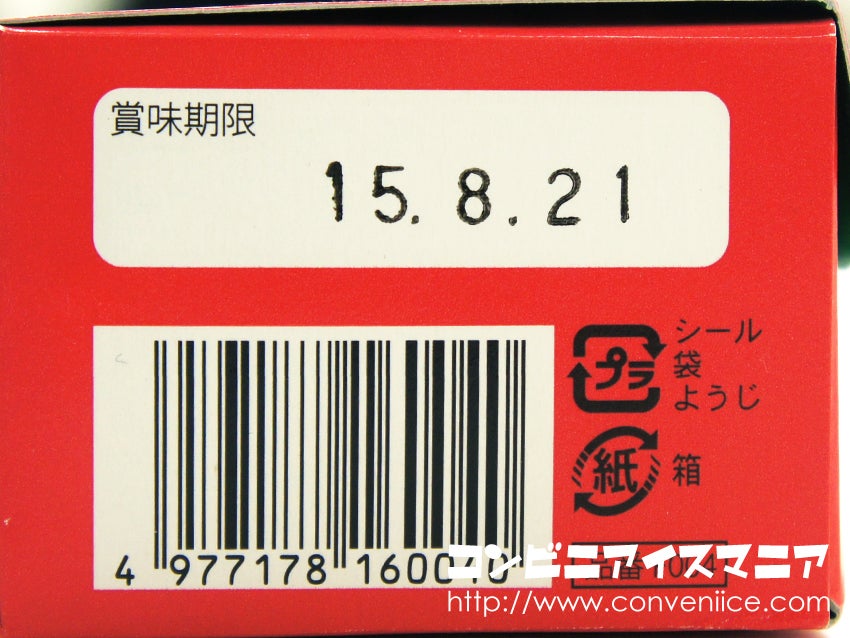 賞味期限
15.8.21
プラ
シール
袋
ようじ
紙
箱
4 977178 160040
コンビニアイスマニア
http://www.conveniice.com